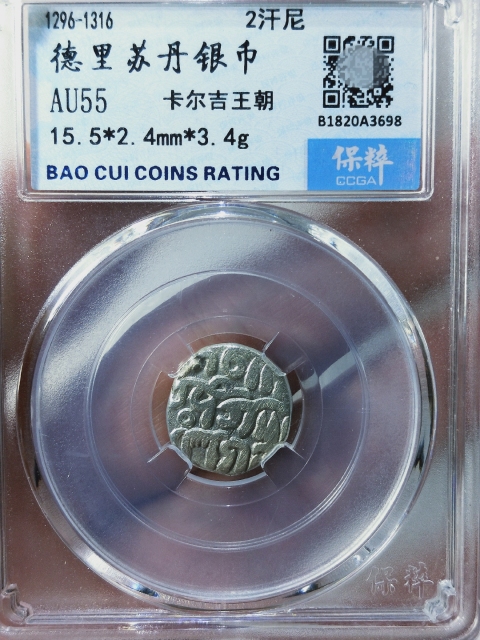 1296-1316 2汗尼
德里苏丹银币
AU55 卡尔吉王朝
15.5*2.4mm*3.4g
B1820A3698
BAO CUI COINS RATING
保粹
CCGA
保粹